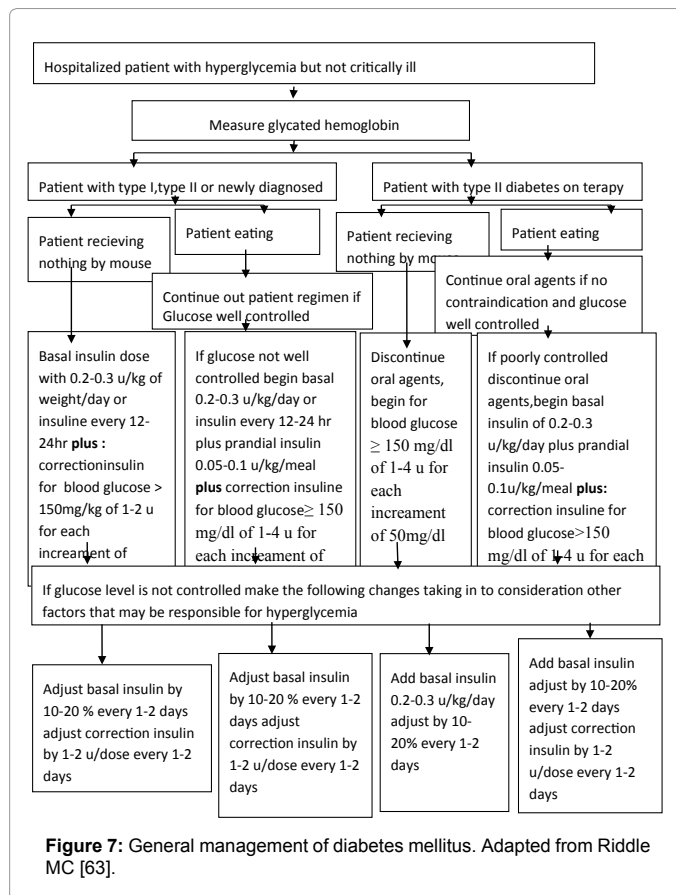 Hospitalized patient with hyperglycemia but not critically ill
Measure glycated hemoglobin
Patient with type I,type II or newly diagnosed
Patient with type II diabetes on terapy
Patient recieving
nothing by mouse
Patient eating
Patient recieving
nothing by mouse
Patient eating
Continue out patient regimen if
Glucose well controlled
Continue oral agents if no
contraindication and glucose
well controlled
Basal insulin dose
with 0.2-0.3 u/kg of
weight/day or
insuline every 12-
24hr plus :
correctioninsulin
for blood glucose >
150mg/kg of 1-2 u
for each
increament of
If glucose not well
controlled begin basal
0.2-0.3 u/kg/day or
insulin every 12-24 hr
plus prandial insulin
0.05-0.1 u/kg/meal
plus correction insuline
for blood glucose≥ 150
mg/dl of 1-4 u for
each increament of
Discontinue
oral agents,
begin for
blood glucose
≥ 150 mg/dl
of 1-4 u for
each
increament
of 50mg/dl
If poorly controlled
discontinue oral
agents,begin basal
insulin of 0.2-0.3
u/kg/day plus prandial
insulin 0.05-
0.1u/kg/meal plus:
correction insuline for
blood glucose>150
mg/dl of 1-4 u for each
If glucose level is not controlled make the following changes taking in to consideration other
factors that may be responsible for hyperglycemia
Adjust basal insulin by
10-20 % every 1-2 days
adjust correction insulin
by 1-2 u/dose every 1-2
days
Adjust basal insulin
by 10-20 % every 1-2
days adjust
correction insulin by
1-2 u/dose every 1-2
days
Add basal insulin
0.2-0.3 u/kg/day
adjust by 10-
20% every 1-2
days
Add basal insulin
adjust by 10-20%
every 1-2 days
adjust correction
insulin by 1-2
u/dose every 1-2
days
Figure 7: General management of diabetes mellitus. Adapted from Riddle
MC [63].